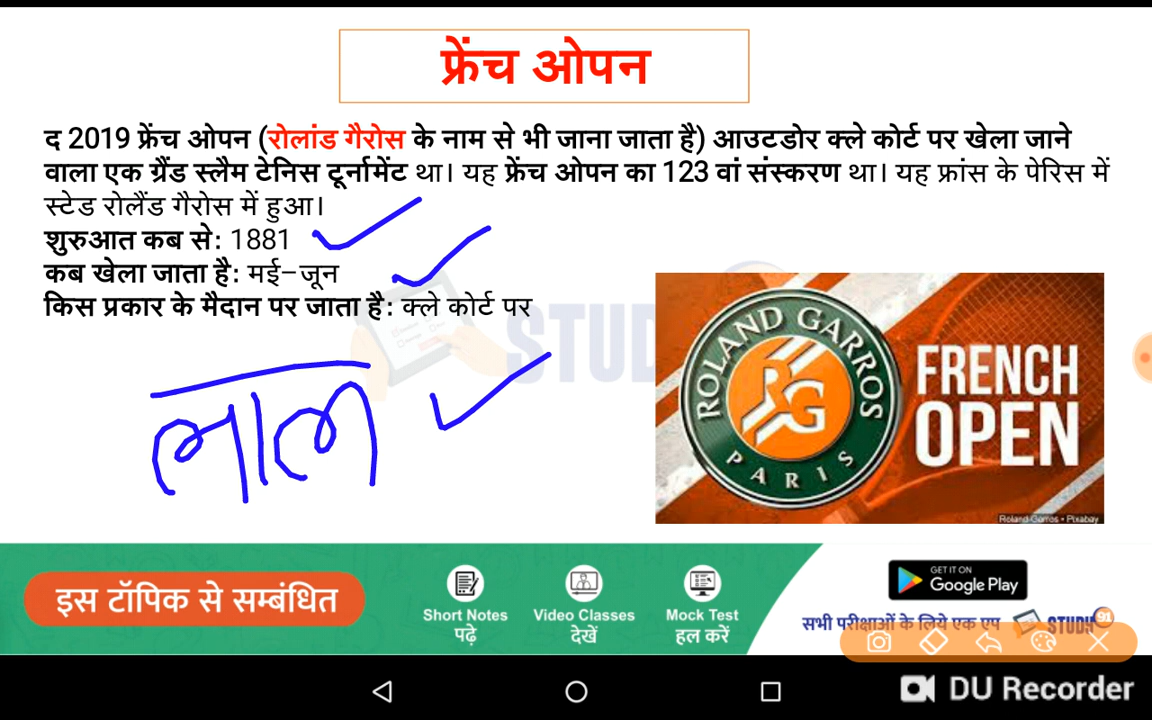 फ्रेंच ओपन
द 2019 फ्रेंच ओपन (रोलांड गैरोस के नाम से भी जाना जाता है) आउटडोर क्ले कोर्ट पर खेला जाने
वाला एक ग्रैंड स्लैम टेनिस टूर्नामेंट था। यह फ्रेंच ओपन का 123 वां संस्करण था। यह फ्रांस के पेरिस में
स्टेड रोलैंड गैरोस में हुआ।
शुरुआत कब से: 1881
कब खेला जाता है: मई–जून
किस प्रकार के मैदान पर जाता है: क्ले कोर्ट पर
लाल
ROLAND GARROS
RG
PARIS
FRENCH
OPEN
Roland Garros • Pixabay
इस टॉपिक से सम्बंधित
Short Notes
पढ़े
Video Classes
देखें
Mock Test
हल करें
GET IT ON
Google Play
सभी परीक्षाओं के लिये एक एप
STUDY 91
DU Recorder